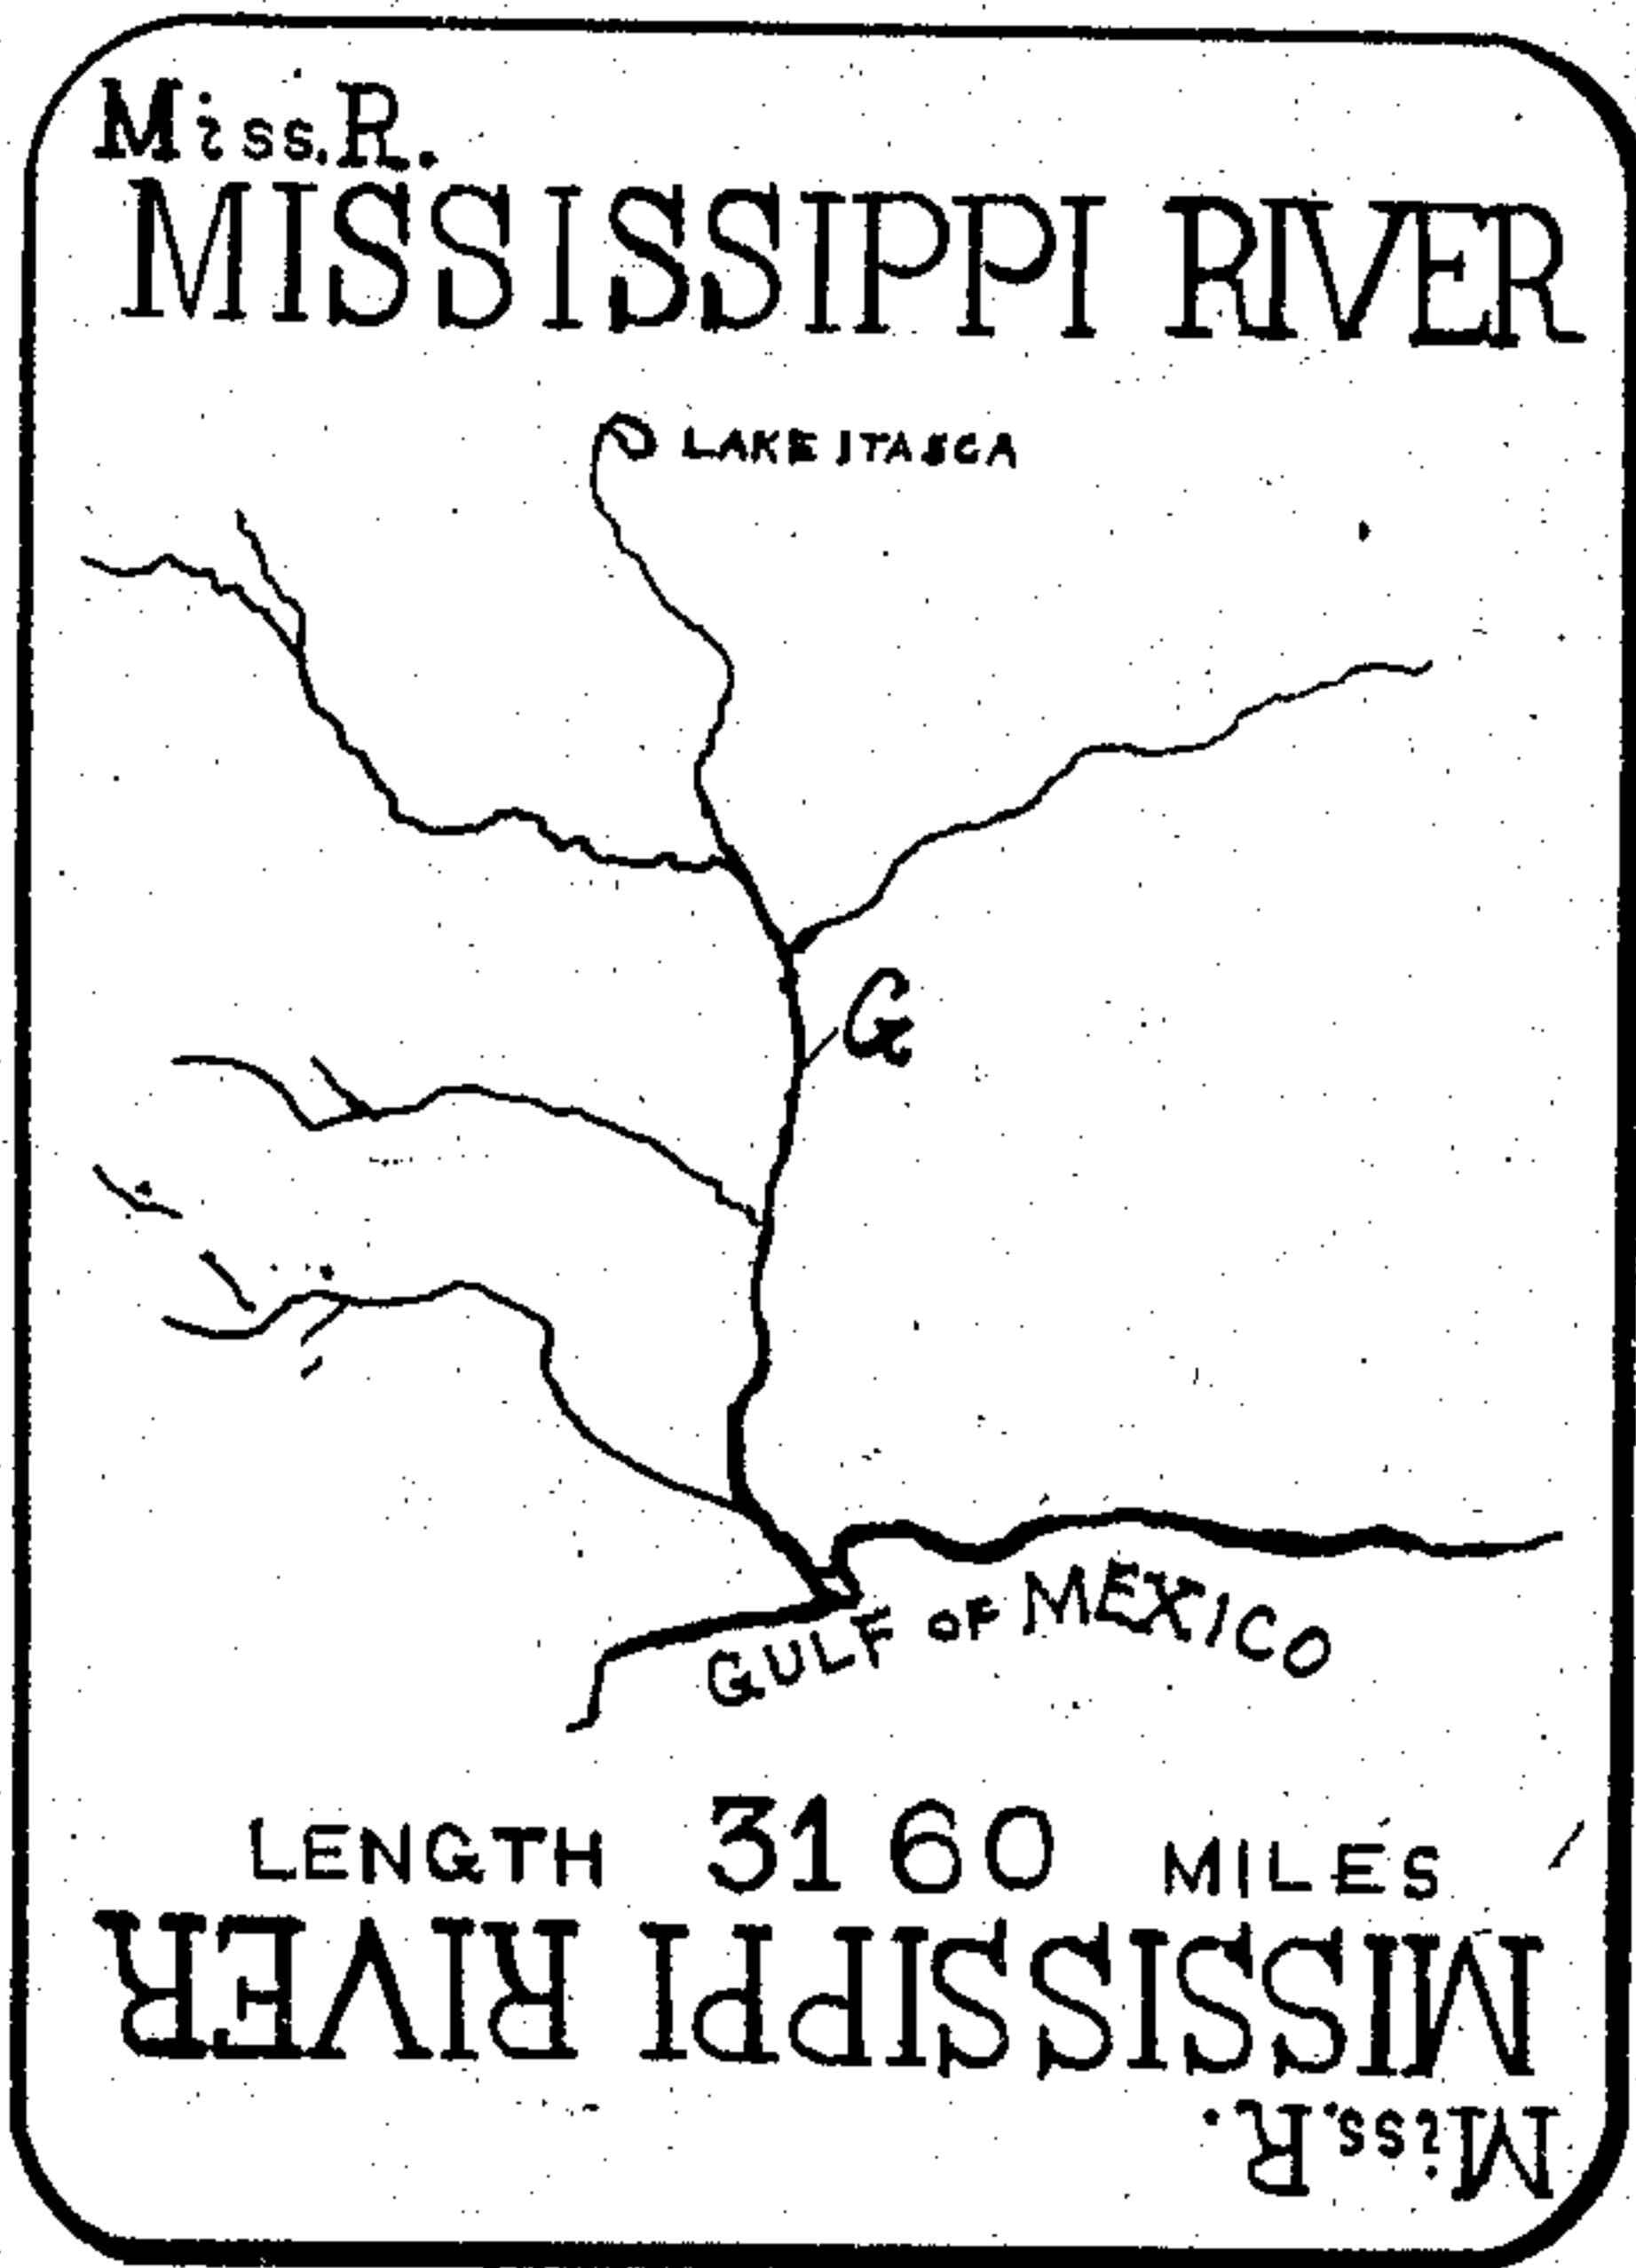 Miss.R.
MISSISSIPPI RIVER
LAKE ITASCA
G
GULF OF MEXICO
LENGTH 3160 MILES
MISSISSIPPI RIVER
Miss.R.